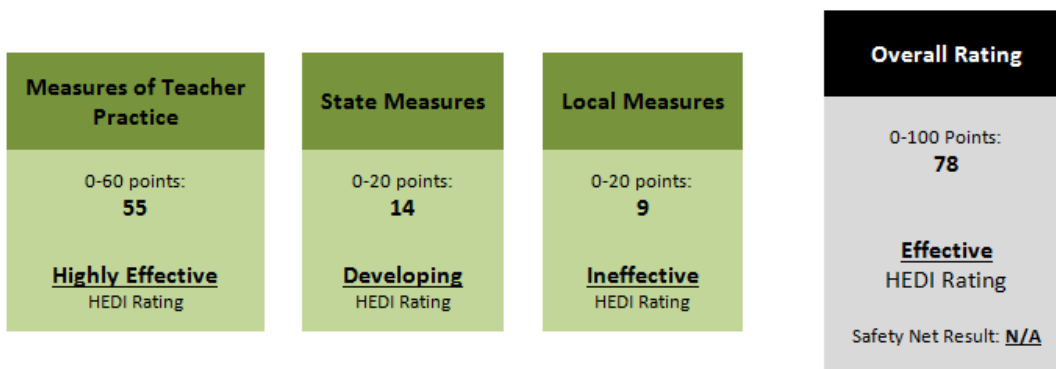 Measures of Teacher
Practice
0-60 points:
55
Highly Effective
HEDI Rating
State Measures
0-20 points:
14
Developing
HEDI Rating
Local Measures
0-20 points:
9
Ineffective
HEDI Rating
Overall Rating
0-100 Points:
78
Effective
HEDI Rating
Safety Net Result: N/A